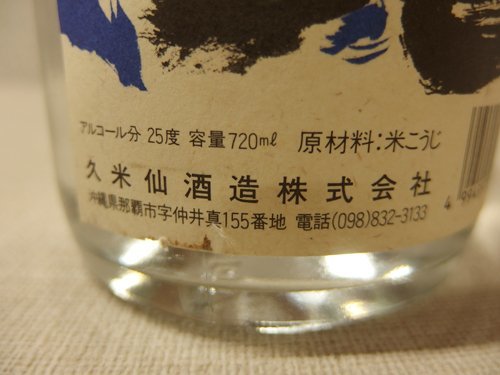 アルコール分 25度 容量720ml 原材料:米こうじ
久米仙酒造株式会社
沖縄県那覇市字仲井真155番地 電話(098)832-3133